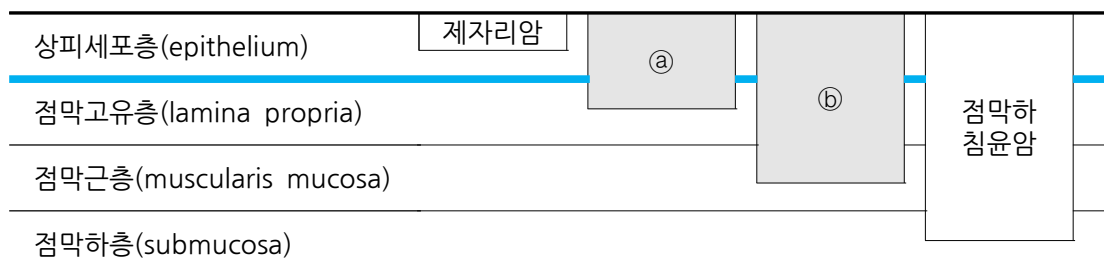 상피세포층(epithelium)
제자리암
ⓐ
ⓑ
점막고유층(lamina propria)
점막하
침윤암
점막근층(muscularis mucosa)
점막하층(submucosa)